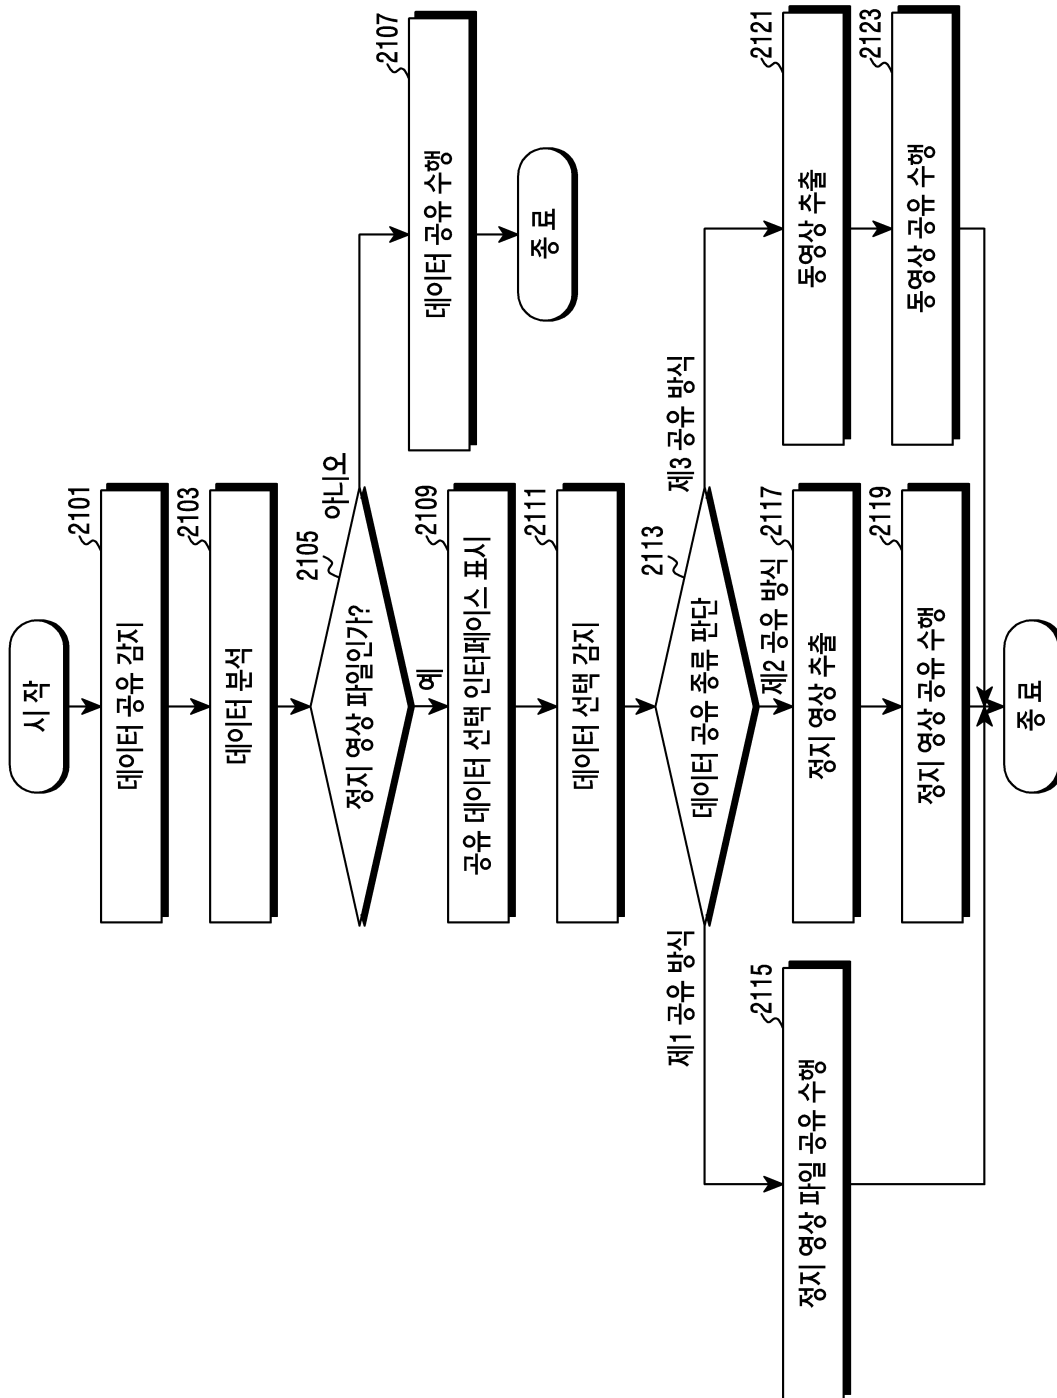 시작
2101
데이터 공유 감지
2103
데이터 분석
2105
정지 영상 파일인가?
아니오
2107
데이터 공유 수행
종료
예
2109
공유 데이터 선택 인터페이스 표시
2111
데이터 선택 감지
2113
데이터 공유 종류 판단
제1 공유 방식
제2 공유 방식
제3 공유 방식
2115
정지 영상 파일 공유 수행
2117
정지 영상 추출
2119
정지 영상 공유 수행
2121
동영상 추출
2123
동영상 공유 수행
종료